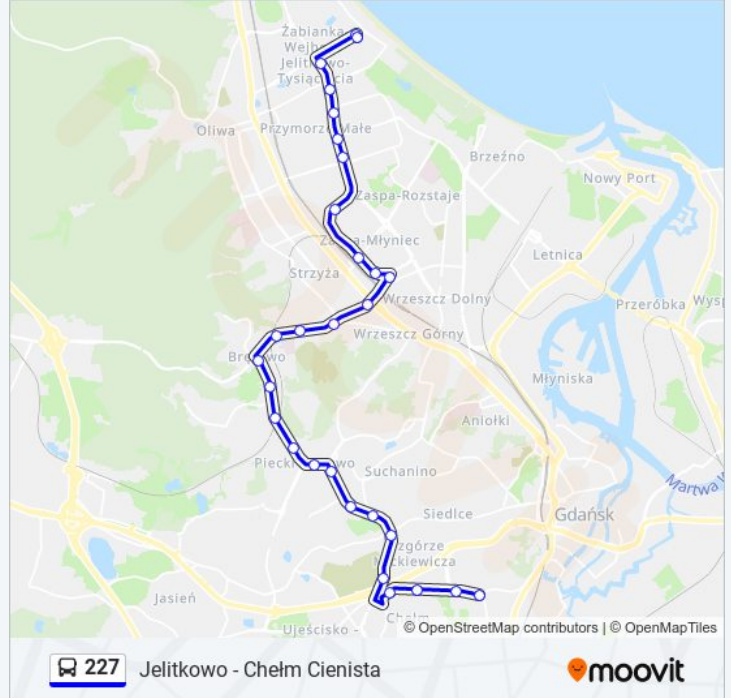 Żabianka-
Wejhera-
Jelitkowo-
Tysiąclecia
Oliwa
Przymorze Małe
Brzeźno
Nowy Port
Zaspa-Rozstaje
Zaspa-Młyniec
Letnica
Strzyża
Wrzeszcz Dolny
Przeróbka
Wysp
Wrzeszcz Górny
Brętowo
Młyniska
Aniołki
Piecki-Migowo
Suchanino
Martwa W
Siedlce
Gdańsk
Wzgórze
Mickiewicza
Jasień
Chełm
Ujeścisko -
© OpenStreetMap contributors | © OpenMapTiles
227 Jelitkowo - Chełm Cienista
moovit